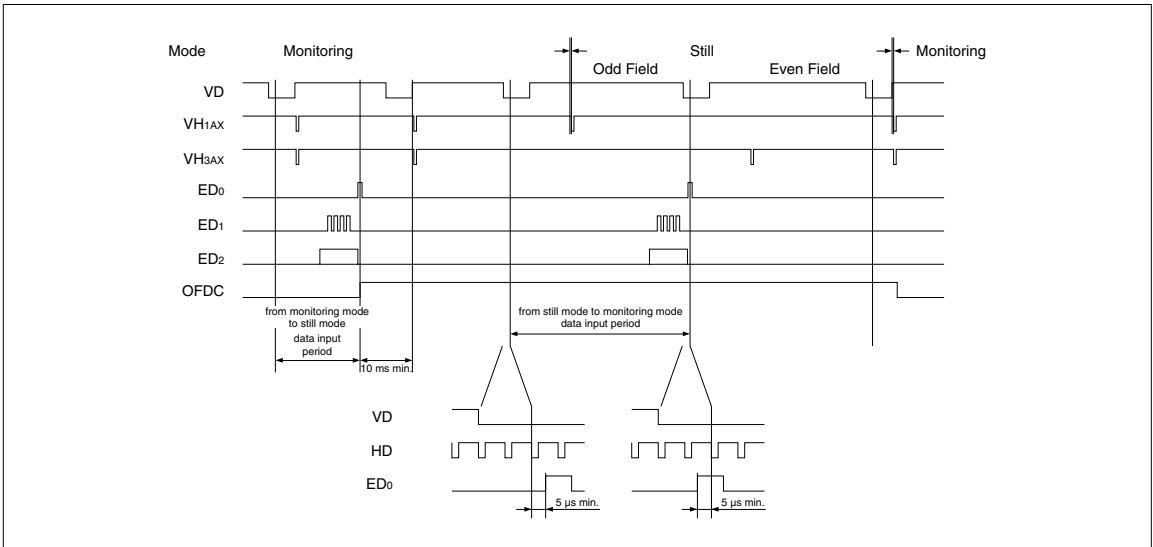 Mode Monitoring Still Monitoring
Odd Field Even Field
VD
VH1AX
VH3AX
ED0
ED1
ED2
OFDC
from monitoring mode
to still mode
data input
period
10 ms min.
from still mode to monitoring mode
data input period
VD
HD
ED0
5 µs min. 5 µs min.